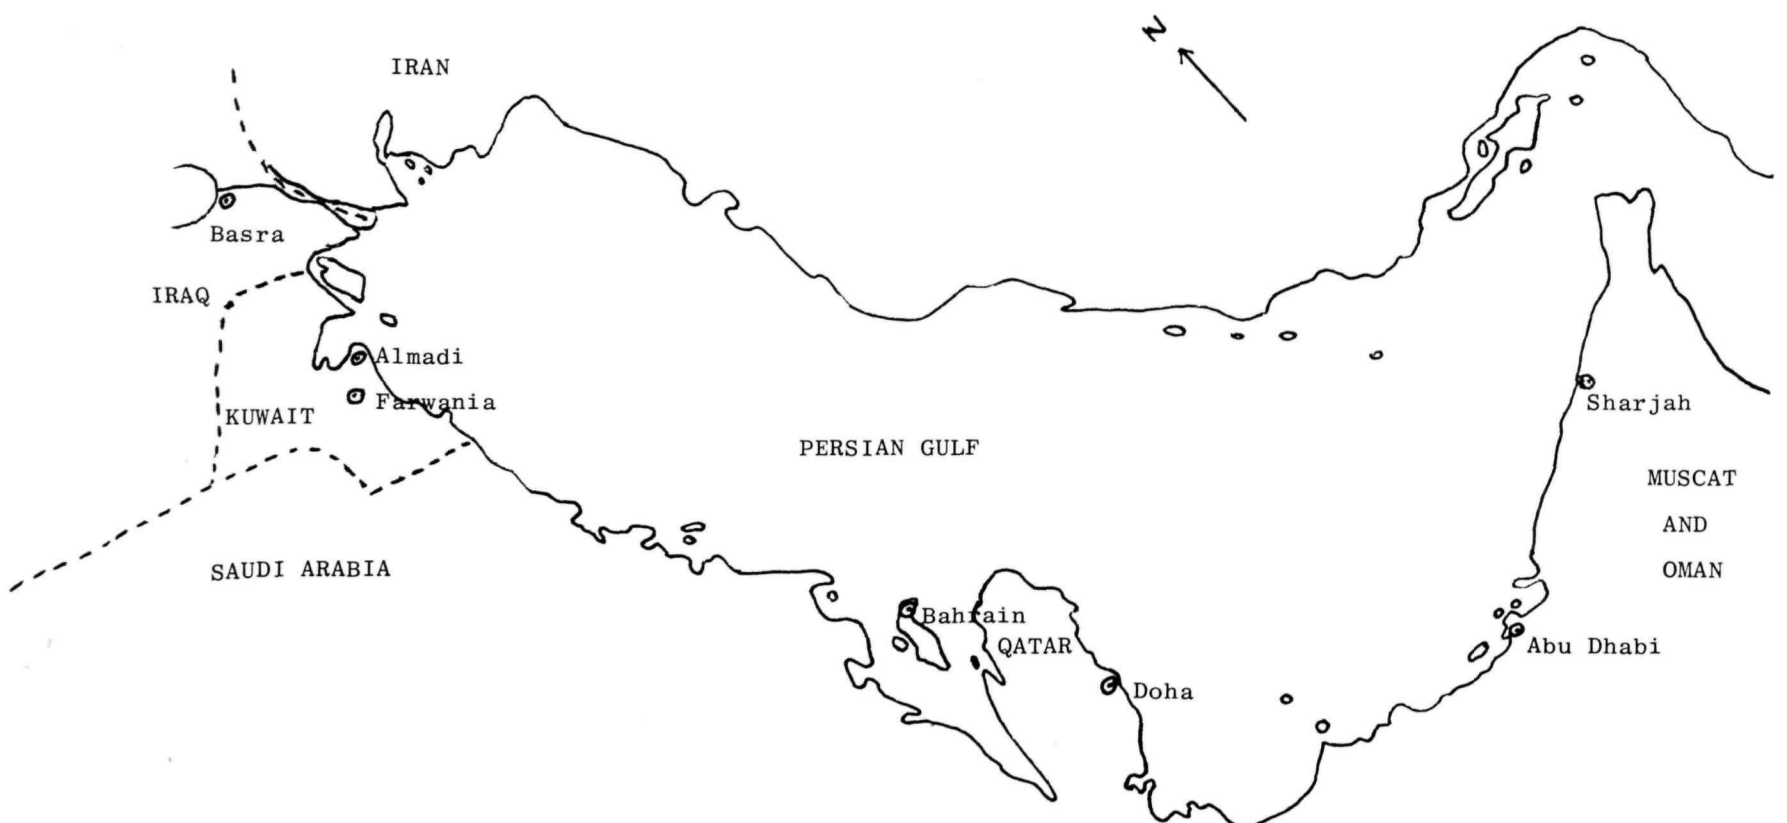 N
IRAN
Basra
IRAQ
Almadi
Farwania
KUWAIT
PERSIAN GULF
Sharjah
MUSCAT
AND
OMAN
SAUDI ARABIA
Bahrain
QATAR
Abu Dhabi
Doha